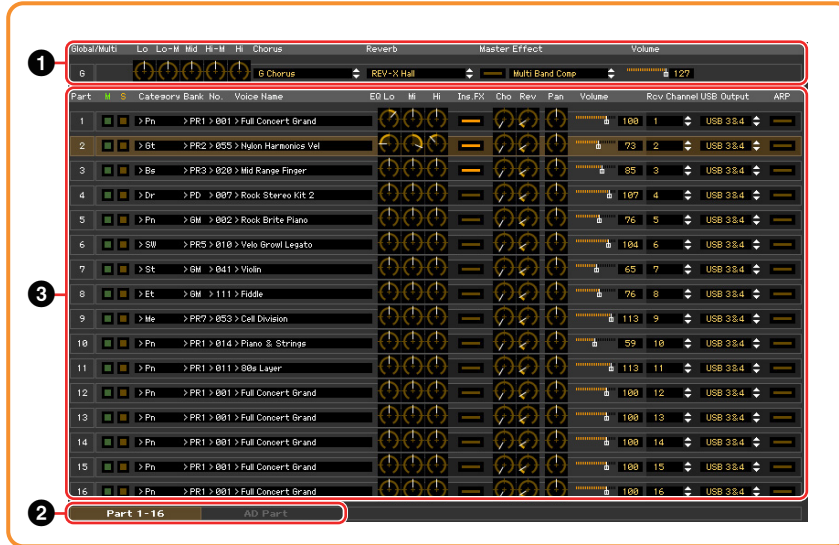 Global/Multi Lo Lo-M Mid Hi-M Hi Chorus Reverb Master Effect Volume
1
G G Chorus REV-X Hall Multi Band Comp 127
Part M S Category Bank No. Voice Name EQ Lo Mi Hi Ins.FX Cho Rev Pan Volume Rcv Channel USB Output ARP
1 > Pn > PR1 > 001 > Full Concert Grand 100 1 USB 3&4
2 > Gt > PR2 > 055 > Nylon Harmonics Vel 73 2 USB 3&4
3 > Bs > PR3 > 020 > Mid Range Finger 85 3 USB 3&4
4 > Dr > PD > 007 > Rock Stereo Kit 2 107 4 USB 3&4
5 > Pn > GM > 002 > Rock Brite Piano 76 5 USB 3&4
6 > SW > PR5 > 010 > Velo Growl Legato 104 6 USB 3&4
7 > St > GM > 041 > Violin 65 7 USB 3&4
3
8 > Et > GM > 111 > Fiddle 76 8 USB 3&4
9 > Me > PR7 > 053 > Cell Division 113 9 USB 3&4
10 > Pn > PR1 > 014 > Piano & Strings 59 10 USB 3&4
11 > Pn > PR1 > 011 > 80s Layer 113 11 USB 3&4
12 > Pn > PR1 > 001 > Full Concert Grand 100 12 USB 3&4
13 > Pn > PR1 > 001 > Full Concert Grand 100 13 USB 3&4
14 > Pn > PR1 > 001 > Full Concert Grand 100 14 USB 3&4
15 > Pn > PR1 > 001 > Full Concert Grand 100 15 USB 3&4
16 > Pn > PR1 > 001 > Full Concert Grand 100 16 USB 3&4
2
Part 1-16 AD Part